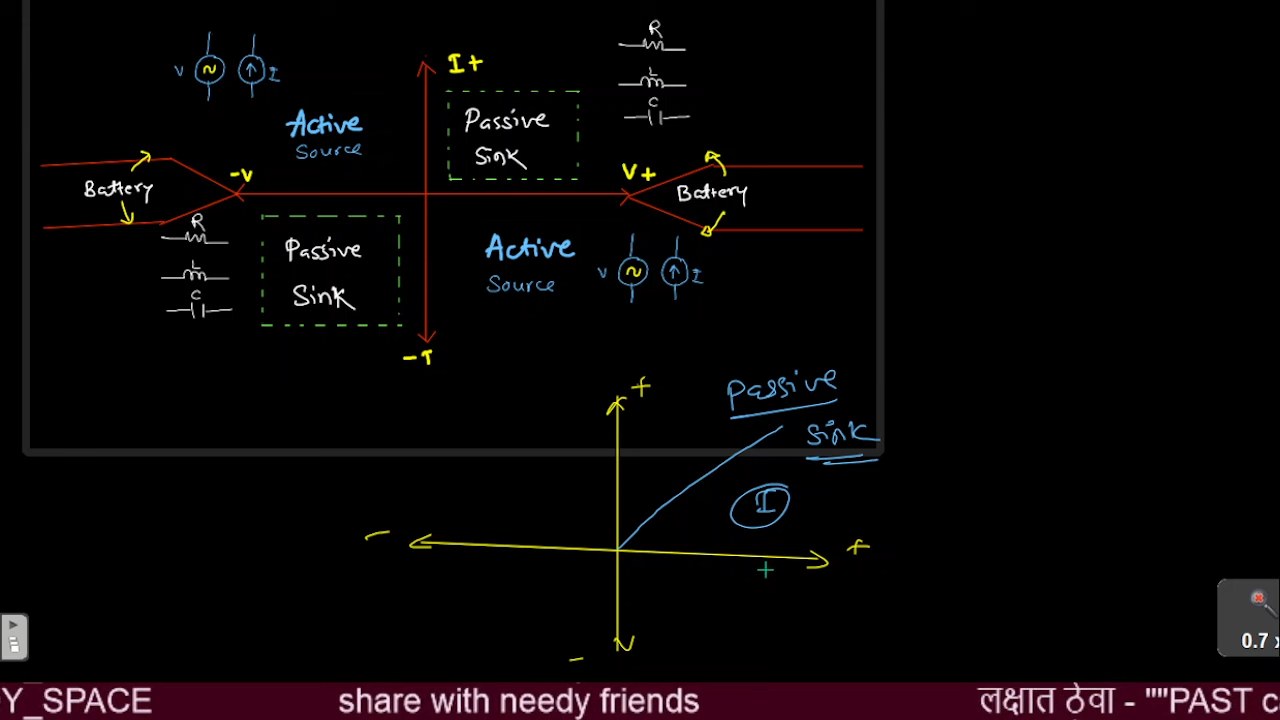 R
L
C
V ~ ↑ I
I+
Active
Source
Passive
Sink
-V
V+
Battery
Battery
R
L
C
Passive
Sink
Active
Source
V ~ ↑ I
-I
+
Passive
Sink
I
-
+
+
-
0.7 x
Y_SPACE share with needy friends लक्षात ठेवा - ""PAST c